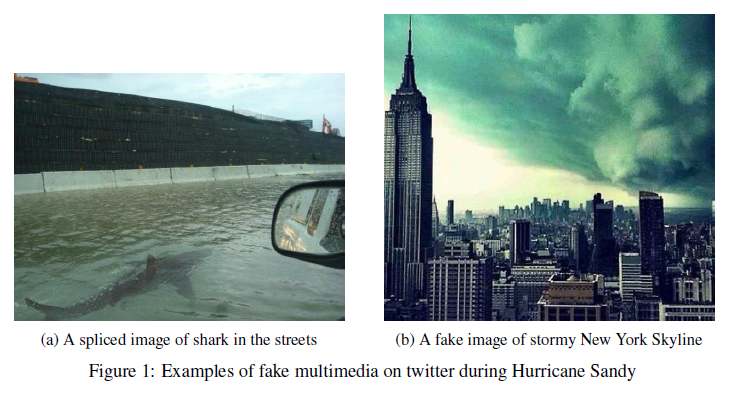 (a) A spliced image of shark in the streets
(b) A fake image of stormy New York Skyline
Figure 1: Examples of fake multimedia on twitter during Hurricane Sandy